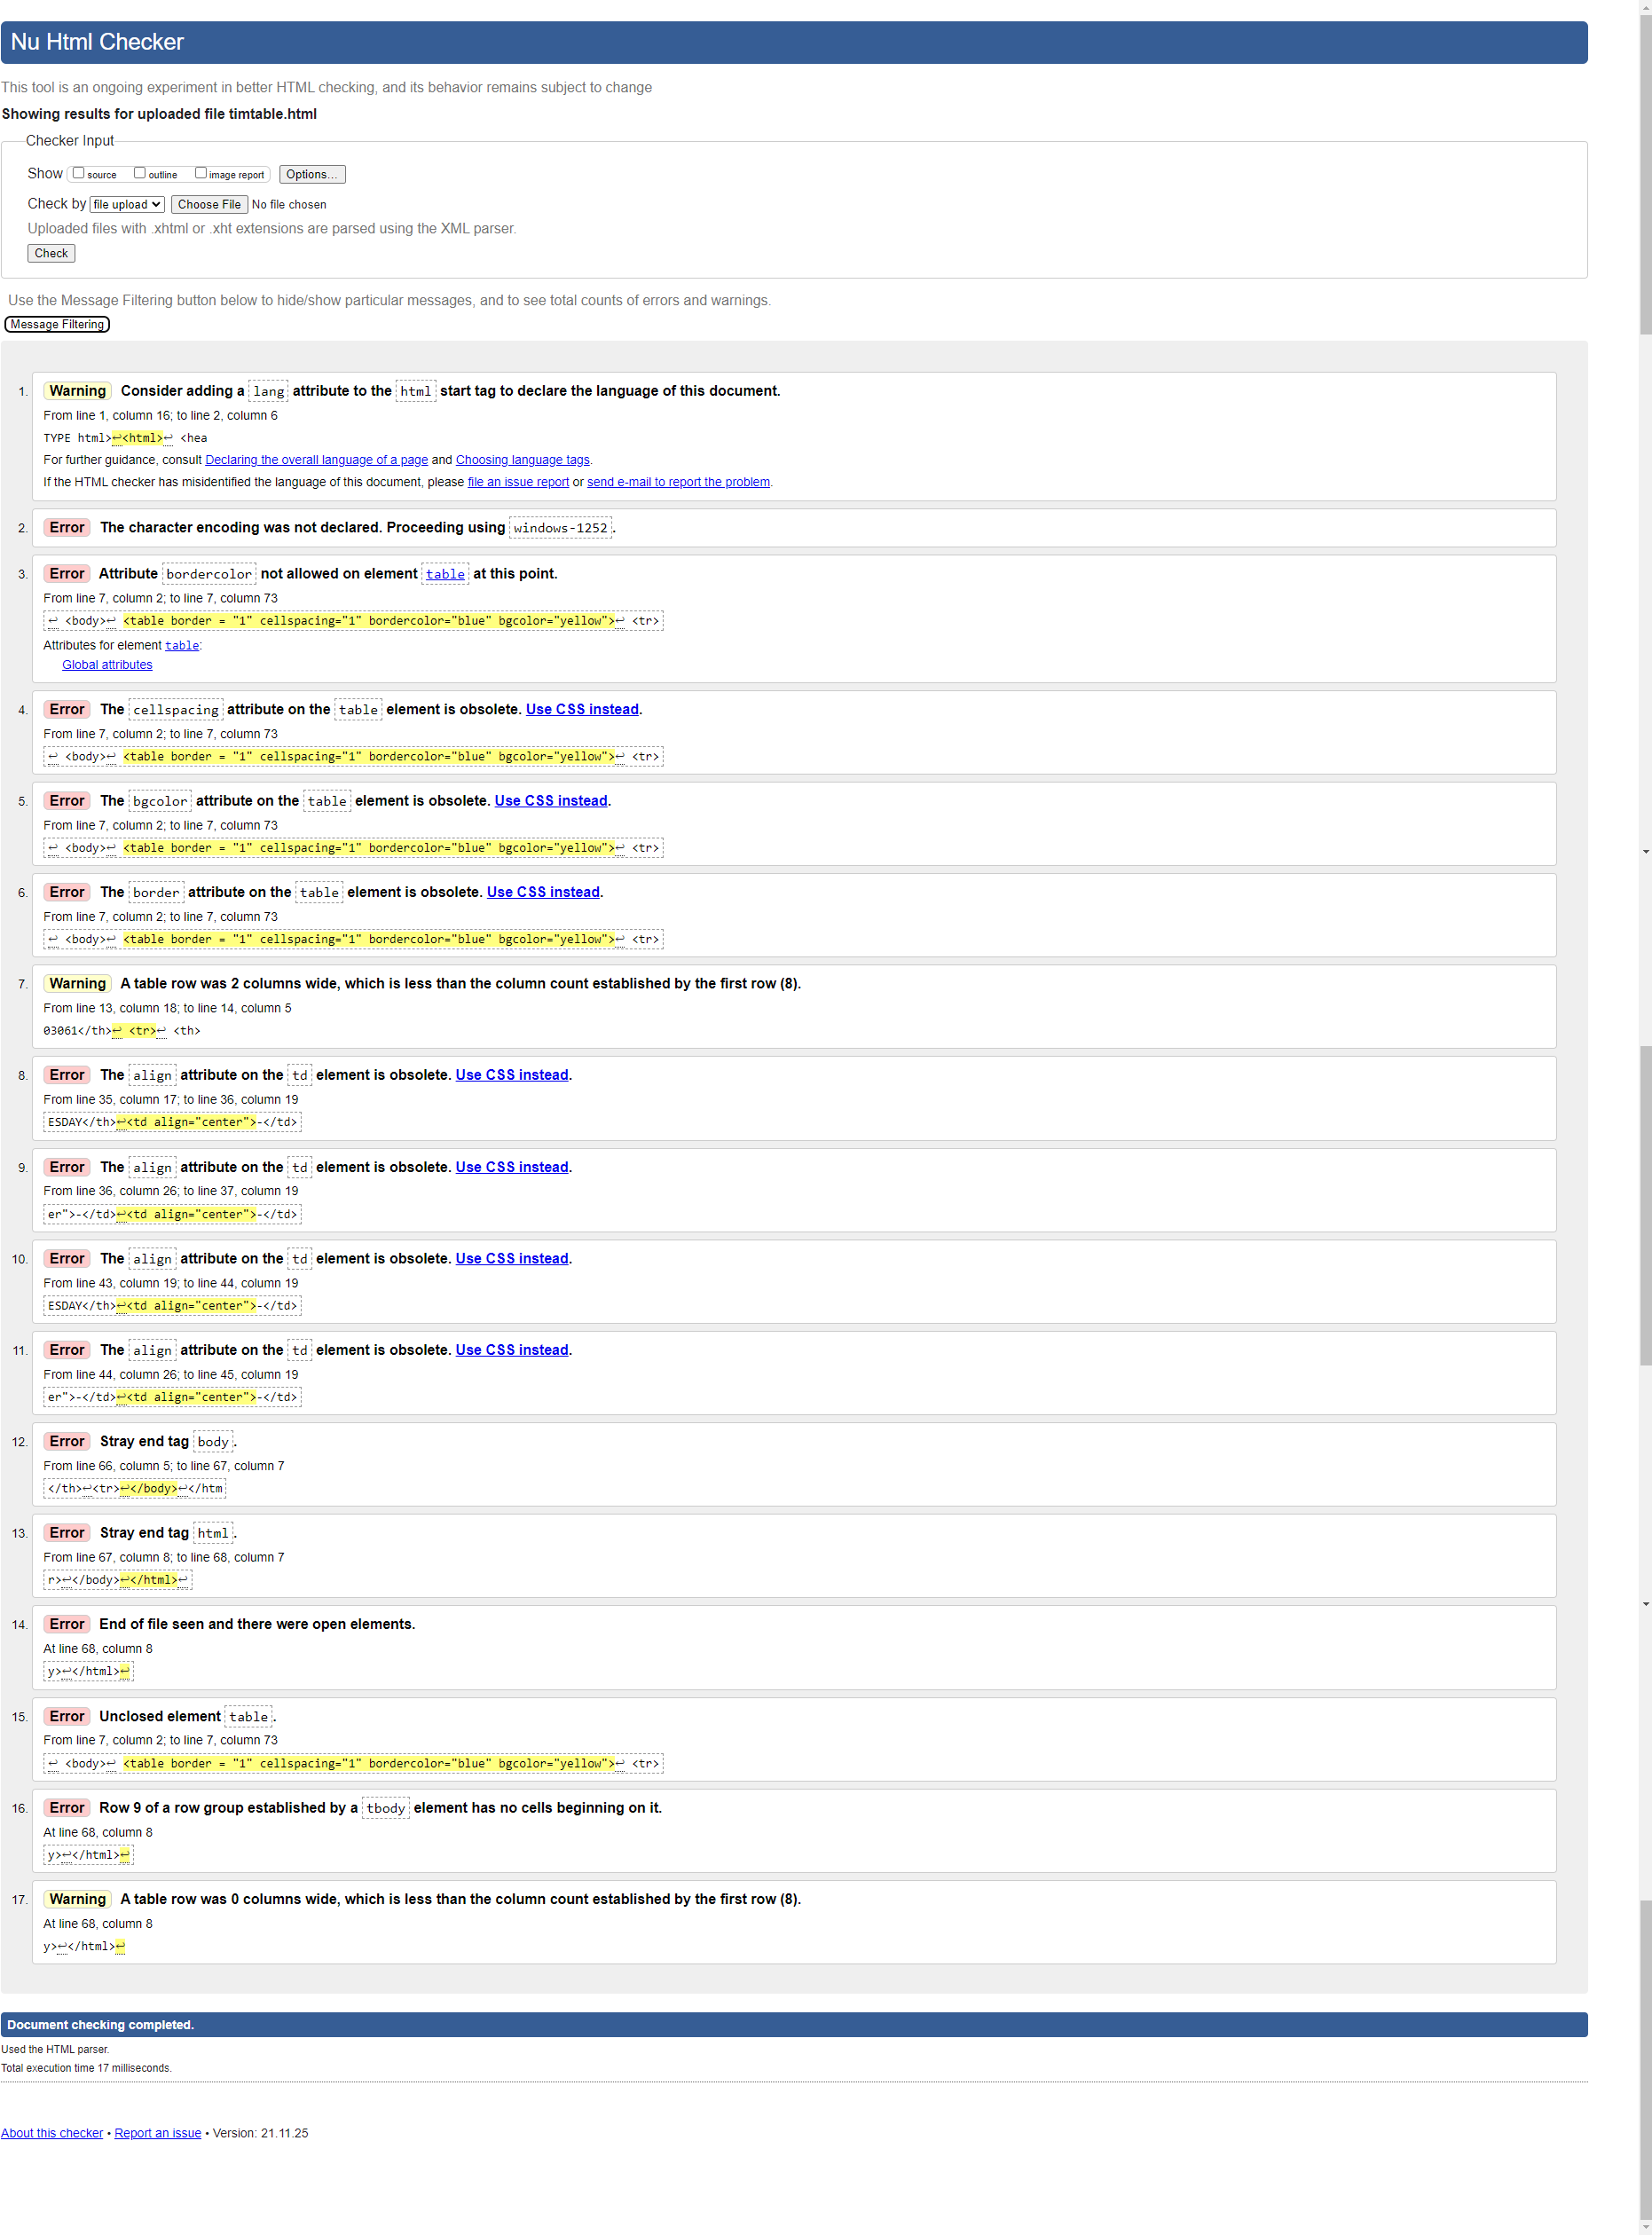 Nu Html Checker
This tool is an ongoing experiment in better HTML checking, and its behavior remains subject to change
Showing results for uploaded file timtable.html
Checker Input
Show source outline image report Options...
Check by file upload Choose File No file chosen
Uploaded files with .xhtml or .xht extensions are parsed using the XML parser.
Check
Use the Message Filtering button below to hide/show particular messages, and to see total counts of errors and warnings.
Message Filtering
1. Warning Consider adding a lang attribute to the html start tag to declare the language of this document.
From line 1, column 16; to line 2, column 6
TYPE html>↩<html>↩ <hea
For further guidance, consult Declaring the overall language of a page and Choosing language tags.
If the HTML checker has misidentified the language of this document, please file an issue report or send e-mail to report the problem.
2. Error The character encoding was not declared. Proceeding using windows-1252.
3. Error Attribute bordercolor not allowed on element table at this point.
From line 7, column 2; to line 7, column 73
↩ <body>↩ <table border = "1" cellspacing="1" bordercolor="blue" bgcolor="yellow">↩ <tr>
Attributes for element table:
Global attributes
4. Error The cellspacing attribute on the table element is obsolete. Use CSS instead.
From line 7, column 2; to line 7, column 73
↩ <body>↩ <table border = "1" cellspacing="1" bordercolor="blue" bgcolor="yellow">↩ <tr>
5. Error The bgcolor attribute on the table element is obsolete. Use CSS instead.
From line 7, column 2; to line 7, column 73
↩ <body>↩ <table border = "1" cellspacing="1" bordercolor="blue" bgcolor="yellow">↩ <tr>
6. Error The border attribute on the table element is obsolete. Use CSS instead.
From line 7, column 2; to line 7, column 73
↩ <body>↩ <table border = "1" cellspacing="1" bordercolor="blue" bgcolor="yellow">↩ <tr>
7. Warning A table row was 2 columns wide, which is less than the column count established by the first row (8).
From line 13, column 18; to line 14, column 5
03061</th>↩ <tr>↩ <th>
8. Error The align attribute on the td element is obsolete. Use CSS instead.
From line 35, column 17; to line 36, column 19
ESDAY</th>↩<td align="center">-</td>
9. Error The align attribute on the td element is obsolete. Use CSS instead.
From line 36, column 26; to line 37, column 19
er">-</td>↩<td align="center">-</td>
10. Error The align attribute on the td element is obsolete. Use CSS instead.
From line 43, column 19; to line 44, column 19
ESDAY</th>↩<td align="center">-</td>
11. Error The align attribute on the td element is obsolete. Use CSS instead.
From line 44, column 26; to line 45, column 19
er">-</td>↩<td align="center">-</td>
12. Error Stray end tag body.
From line 66, column 5; to line 67, column 7
</th>↩<tr>↩</body>↩</htm
13. Error Stray end tag html.
From line 67, column 8; to line 68, column 7
r>↩</body>↩</html>↩
14. Error End of file seen and there were open elements.
At line 68, column 8
y>↩</html>↩
15. Error Unclosed element table.
From line 7, column 2; to line 7, column 73
↩ <body>↩ <table border = "1" cellspacing="1" bordercolor="blue" bgcolor="yellow">↩ <tr>
16. Error Row 9 of a row group established by a tbody element has no cells beginning on it.
At line 68, column 8
y>↩</html>↩
17. Warning A table row was 0 columns wide, which is less than the column count established by the first row (8).
At line 68, column 8
y>↩</html>↩
Document checking completed.
Used the HTML parser.
Total execution time 17 milliseconds.
About this checker • Report an issue • Version: 21.11.25